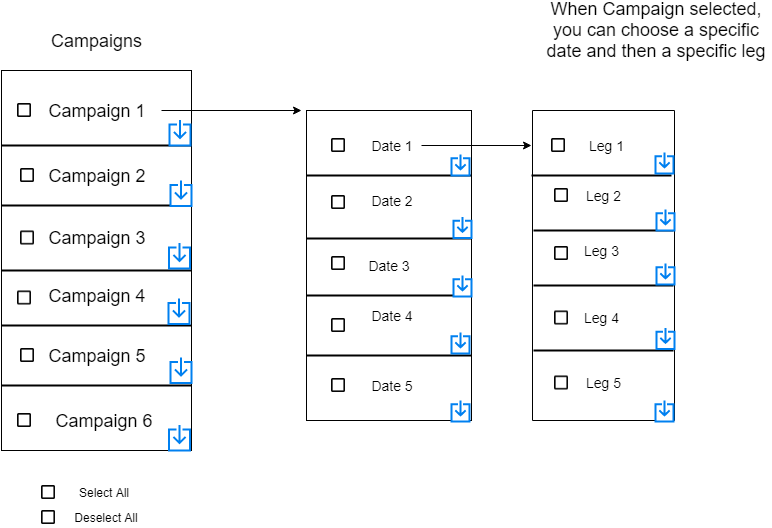 When Campaign selected,
you can choose a specific
date and then a specific leg
Campaigns
Campaign 1
Campaign 2
Campaign 3
Campaign 4
Campaign 5
Campaign 6
Date 1
Date 2
Date 3
Date 4
Date 5
Leg 1
Leg 2
Leg 3
Leg 4
Leg 5
Select All
Deselect All